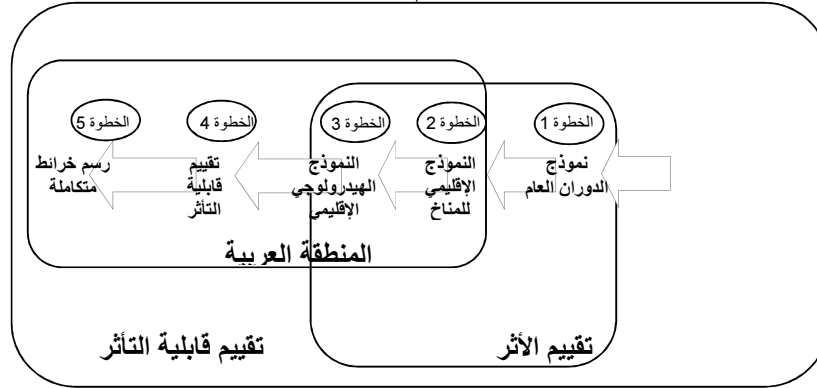 الخطوة 1
نموذج
الدوران العام
الخطوة 2
النموذج
الإقليمي
للمناخ
الخطوة 3
النموذج
الهيدرولوجي
الإقليمي
الخطوة 4
تقييم
قابلية
التأثر
الخطوة 5
رسم خرائط
متكاملة
المنطقة العربية
تقييم الأثر
تقييم قابلية التأثر